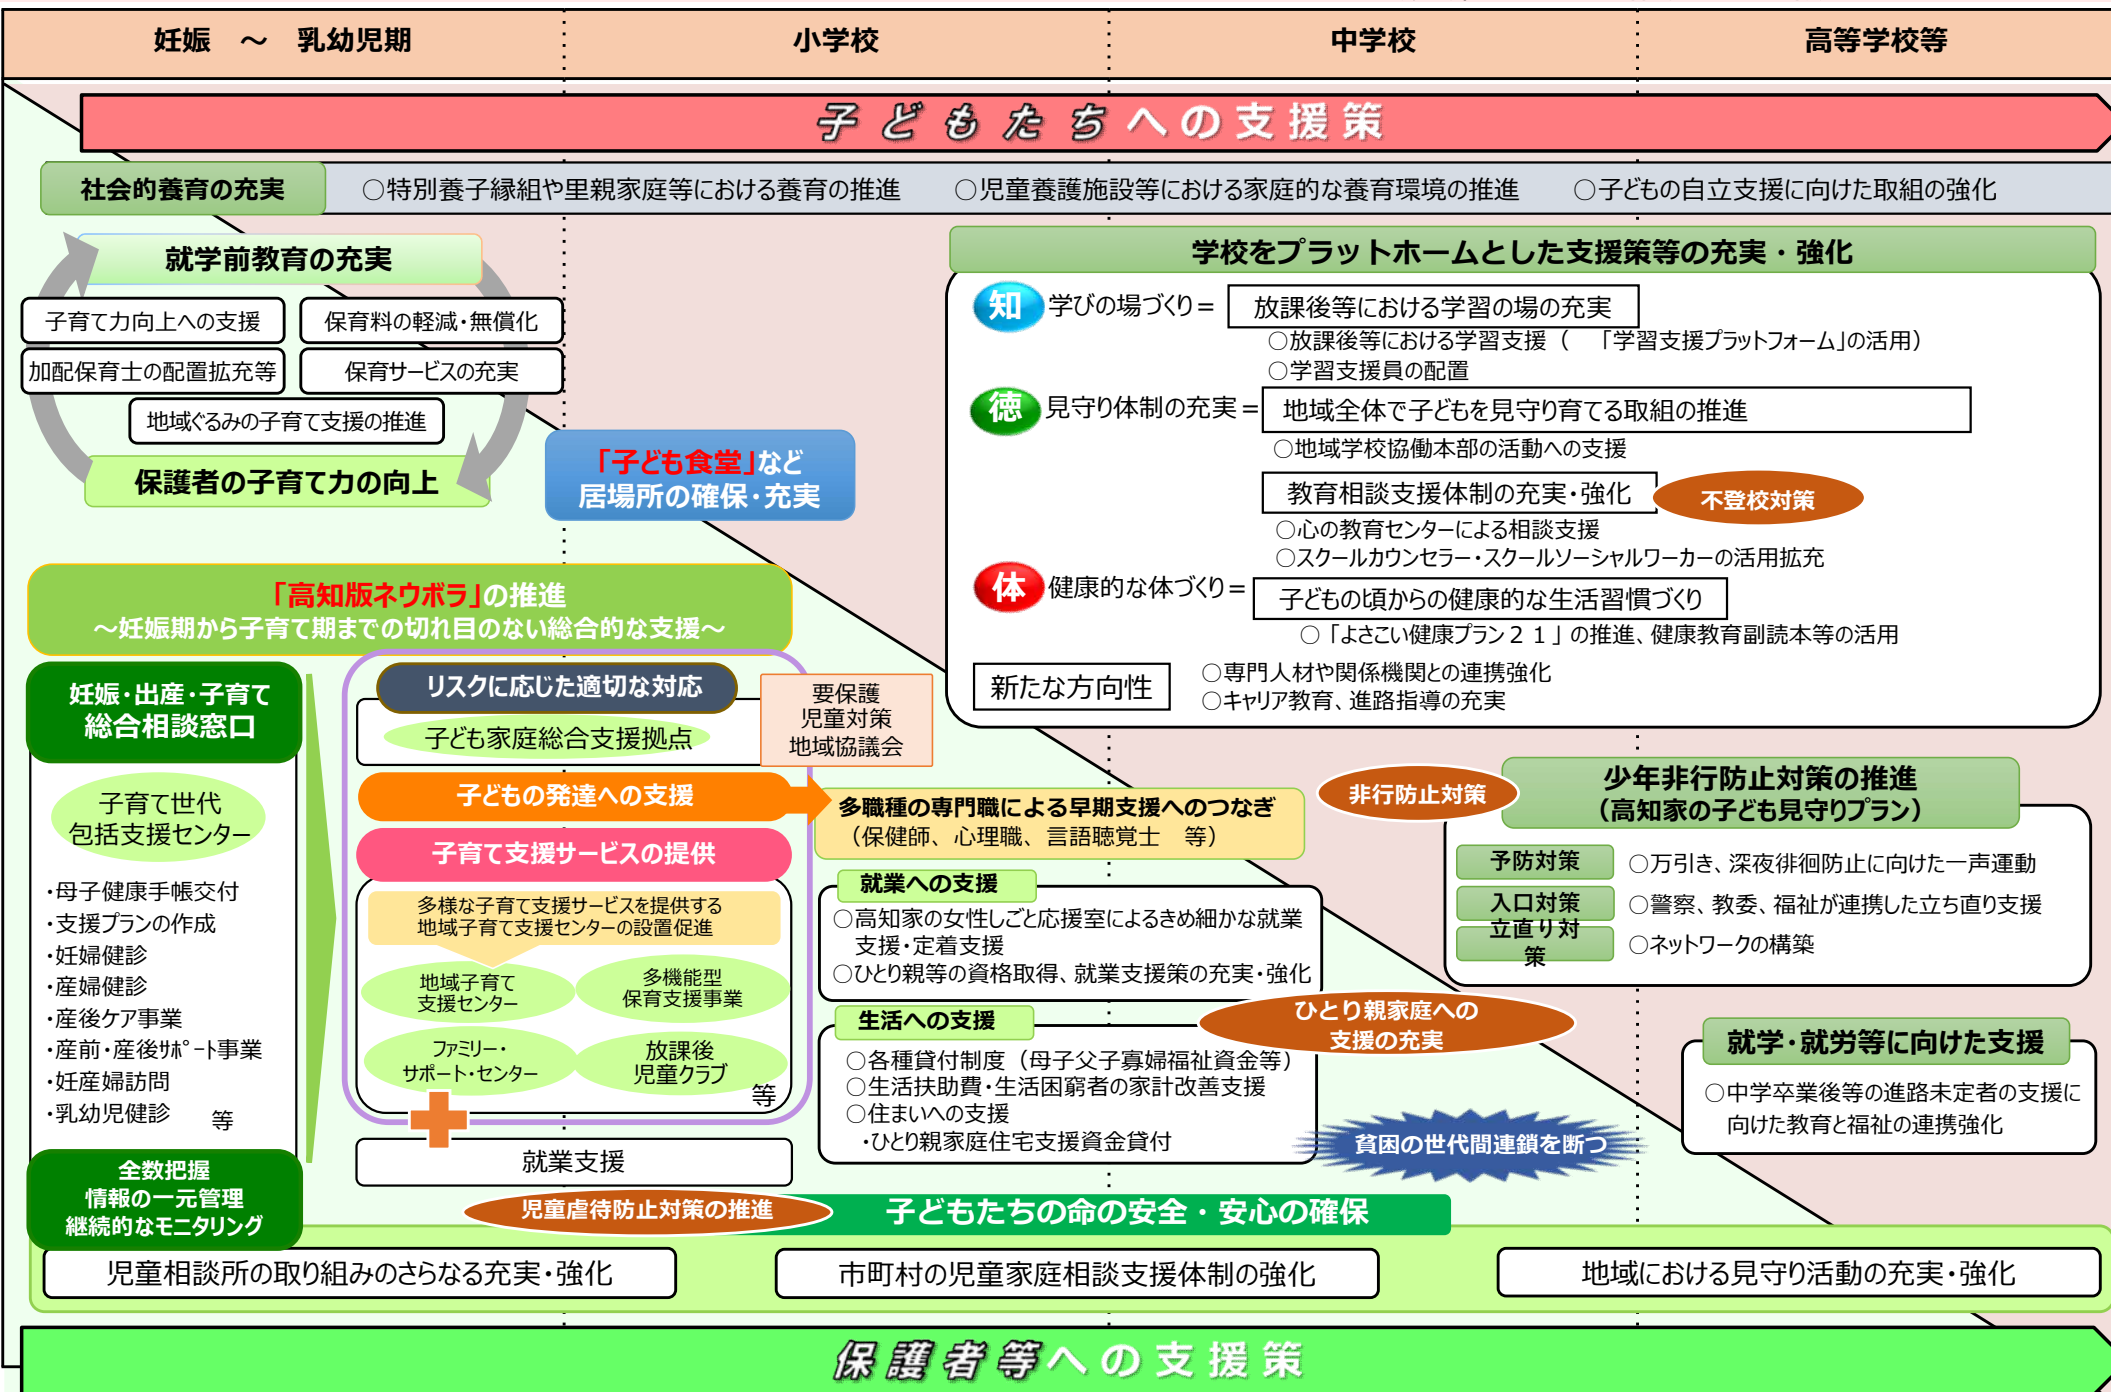 妊娠　～　乳幼児期
小学校
中学校
高等学校等
子どもたちへの支援策
社会的養育の充実
○特別養子縁組や里親家庭等における養育の推進
○児童養護施設等における家庭的な養育環境の推進
○子どもの自立支援に向けた取組の強化
就学前教育の充実
子育て力向上への支援
保育料の軽減・無償化
加配保育士の配置拡充等
保育サービスの充実
地域ぐるみの子育て支援の推進
保護者の子育て力の向上
「子ども食堂」など
居場所の確保・充実
学校をプラットホームとした支援策等の充実・強化
知 学びの場づくり＝ 放課後等における学習の場の充実
○放課後等における学習支援（　「学習支援プラットフォーム」の活用）
○学習支援員の配置
徳 見守り体制の充実＝ 地域全体で子どもを見守り育てる取組の推進
○地域学校協働本部の活動への支援
教育相談支援体制の充実・強化
不登校対策
○心の教育センターによる相談支援
○スクールカウンセラー・スクールソーシャルワーカーの活用拡充
体 健康的な体づくり＝ 子どもの頃からの健康的な生活習慣づくり
○「よさこい健康プラン２１」の推進、健康教育副読本等の活用
新たな方向性
○専門人材や関係機関との連携強化
○キャリア教育、進路指導の充実
「高知版ネウボラ」の推進
～妊娠期から子育て期までの切れ目のない総合的な支援～
妊娠・出産・子育て
総合相談窓口
子育て世代
包括支援センター
・母子健康手帳交付
・支援プランの作成
・妊婦健診
・産婦健診
・産後ケア事業
・産前・産後ｻﾎﾟｰﾄ事業
・妊産婦訪問
・乳幼児健診　等
全数把握
情報の一元管理
継続的なモニタリング
リスクに応じた適切な対応
子ども家庭総合支援拠点
要保護
児童対策
地域協議会
子どもの発達への支援
子育て支援サービスの提供
多様な子育て支援サービスを提供する
地域子育て支援センターの設置促進
地域子育て
支援センター
多機能型
保育支援事業
ファミリー・
サポート・センター
放課後
児童クラブ
等
就業支援
多職種の専門職による早期支援へのつなぎ
（保健師、心理職、言語聴覚士　等）
就業への支援
○高知家の女性しごと応援室によるきめ細かな就業
支援・定着支援
○ひとり親等の資格取得、就業支援策の充実・強化
生活への支援
○各種貸付制度（母子父子寡婦福祉資金等）
○生活扶助費・生活困窮者の家計改善支援
○住まいへの支援
・ひとり親家庭住宅支援資金貸付
ひとり親家庭への
支援の充実
貧困の世代間連鎖を断つ
非行防止対策
少年非行防止対策の推進
（高知家の子ども見守りプラン）
予防対策
○万引き、深夜徘徊防止に向けた一声運動
入口対策
○警察、教委、福祉が連携した立ち直り支援
立直り対
策
○ネットワークの構築
就学・就労等に向けた支援
○中学卒業後等の進路未定者の支援に
向けた教育と福祉の連携強化
児童虐待防止対策の推進
子どもたちの命の安全・安心の確保
児童相談所の取り組みのさらなる充実・強化
市町村の児童家庭相談支援体制の強化
地域における見守り活動の充実・強化
保護者等への支援策